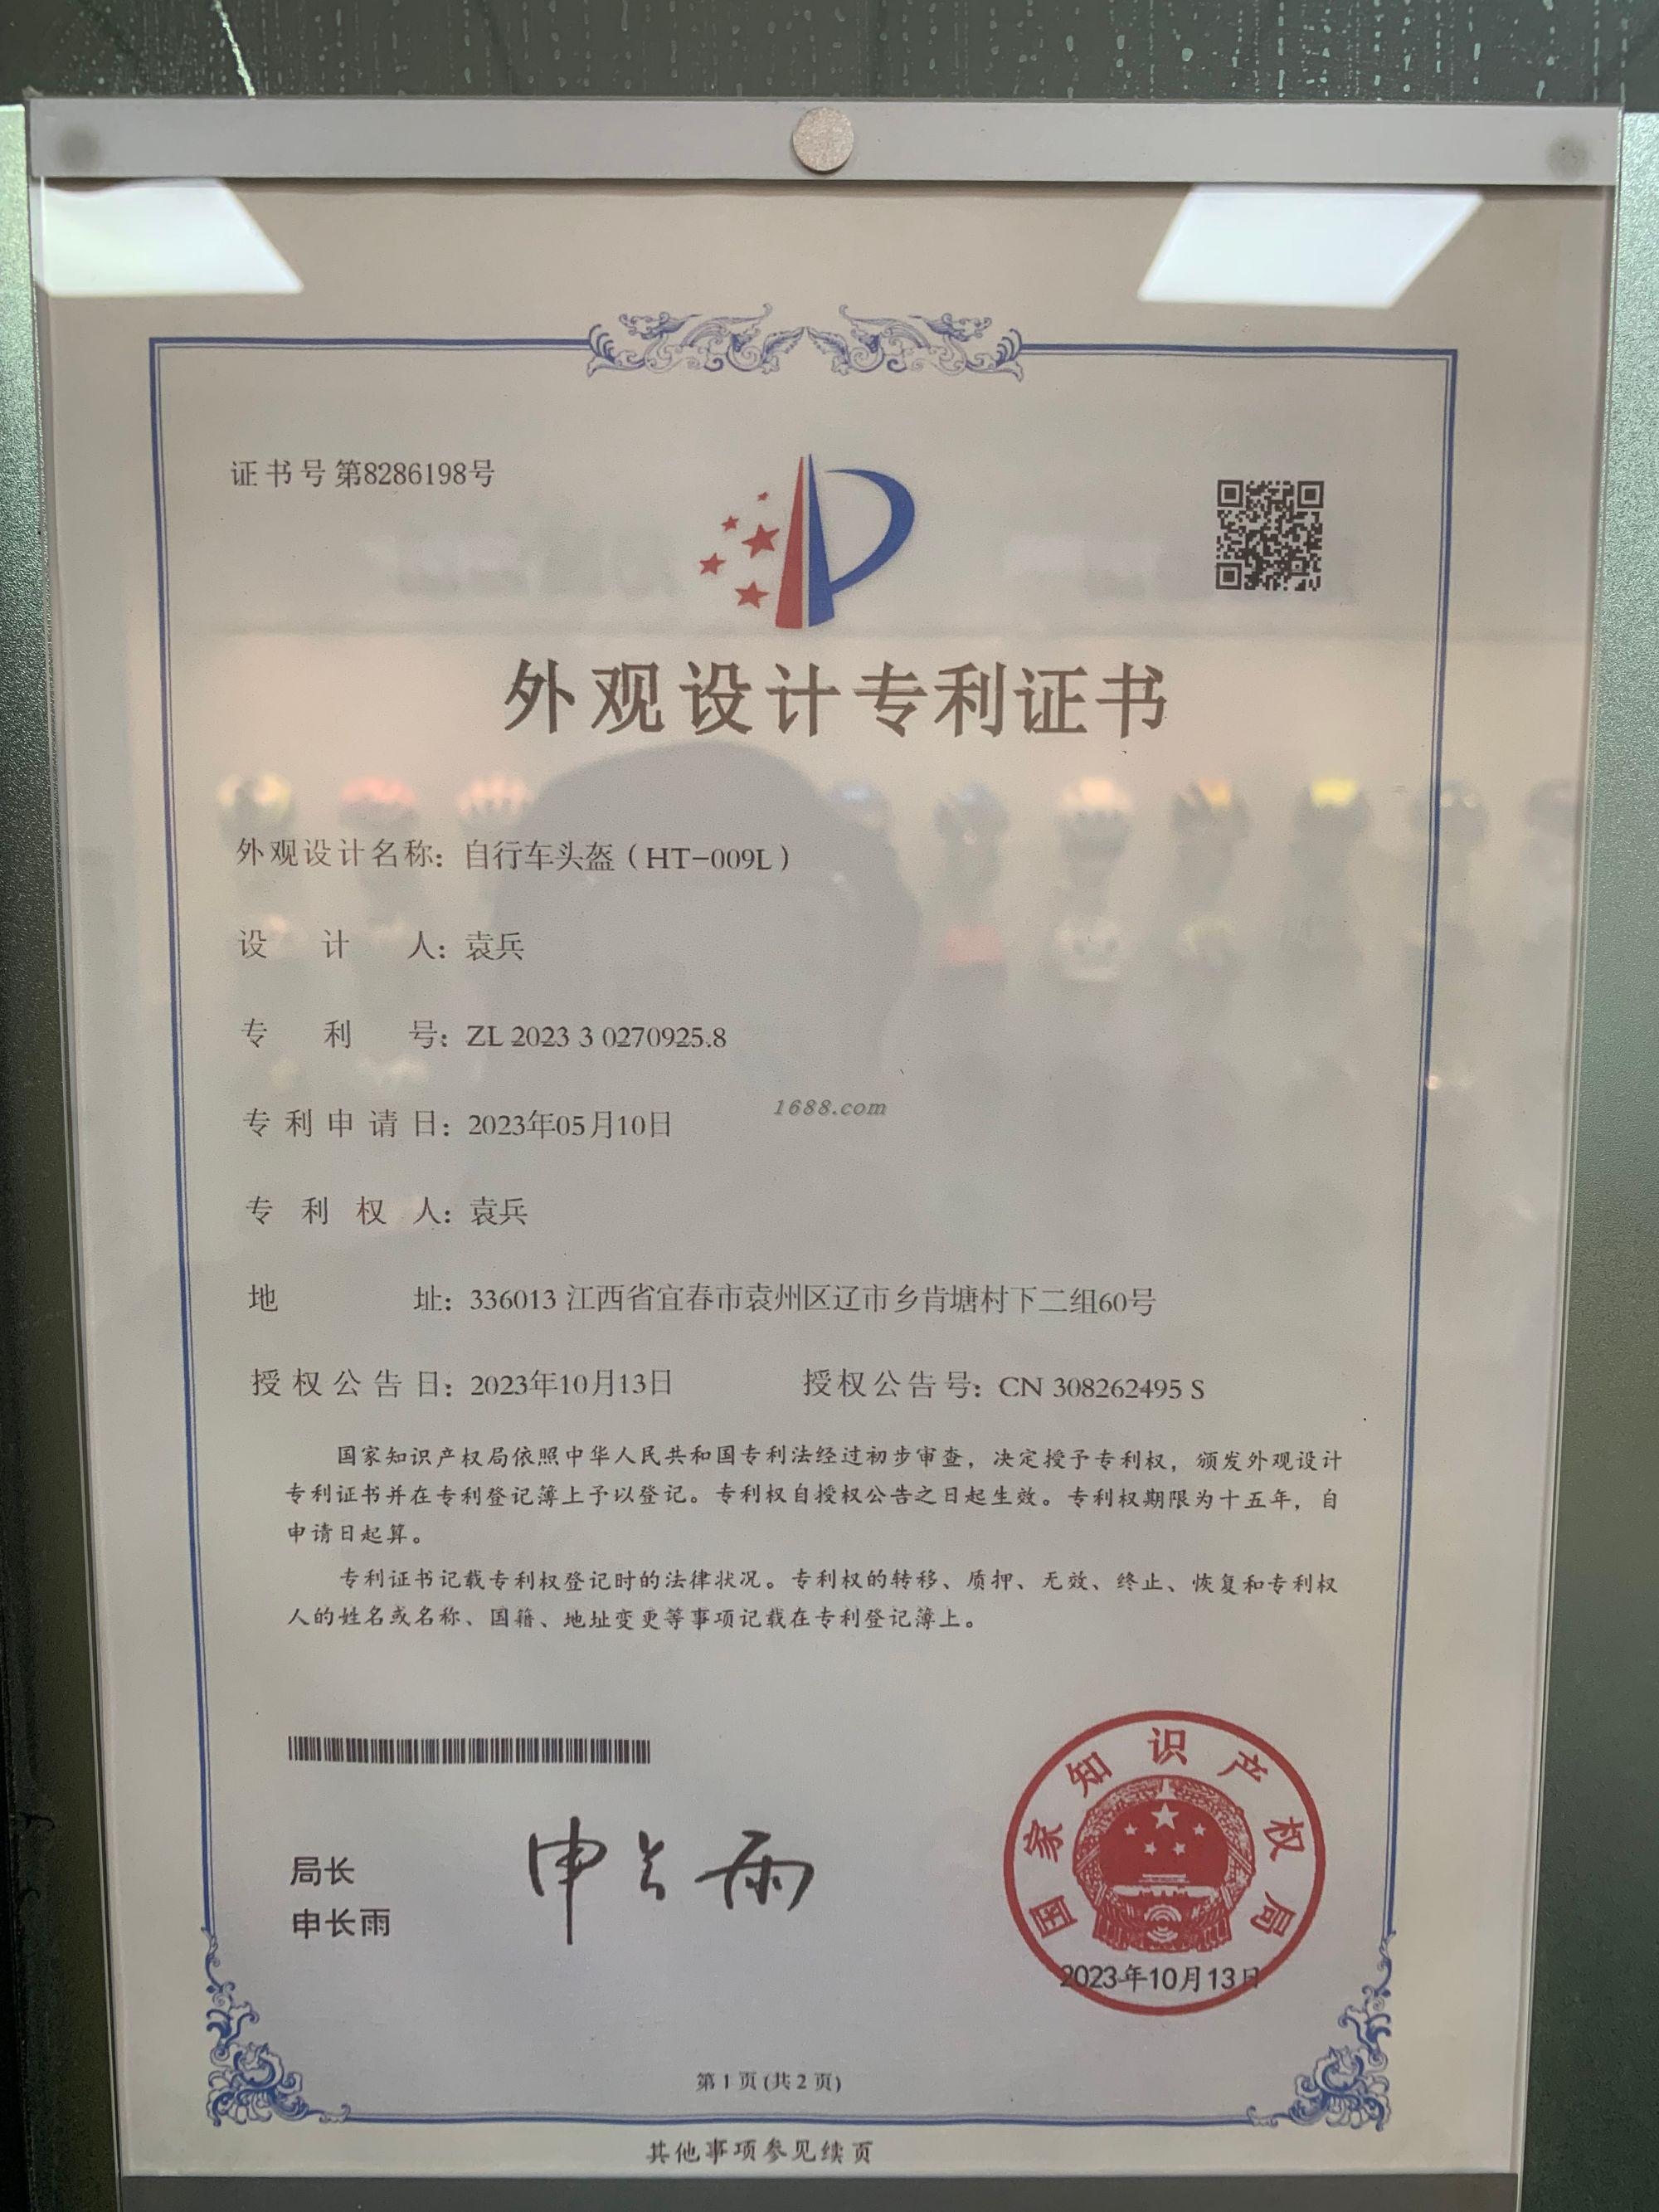 证书号第8286198号
外观设计专利证书
外观设计名称：自行车头盔（HT-009L）
设计人：袁兵
专利号：ZL 2023 3 0270925.8
1688.com
专利申请日：2023年05月10日
专利权人：袁兵
地址：336013 江西省宜春市袁州区辽市乡肯塘村下二组60号
授权公告日：2023年10月13日 授权公告号：CN 308262495 S
国家知识产权局依照中华人民共和国专利法经过初步审查，决定授予专利权，颁发外观设计
专利证书并在专利登记簿上予以登记。专利权自授权公告之日起生效。专利权期限为十五年，自
申请日起算。
专利证书记载专利权登记时的法律状况。专利权的转移、质押、无效、终止、恢复和专利权
人的姓名或名称、国籍、地址变更等事项记载在专利登记簿上。
局长
申长雨
申长雨
国家知识产权局
2023年10月13日
第 1 页 (共 2 页)
其他事项参见续页